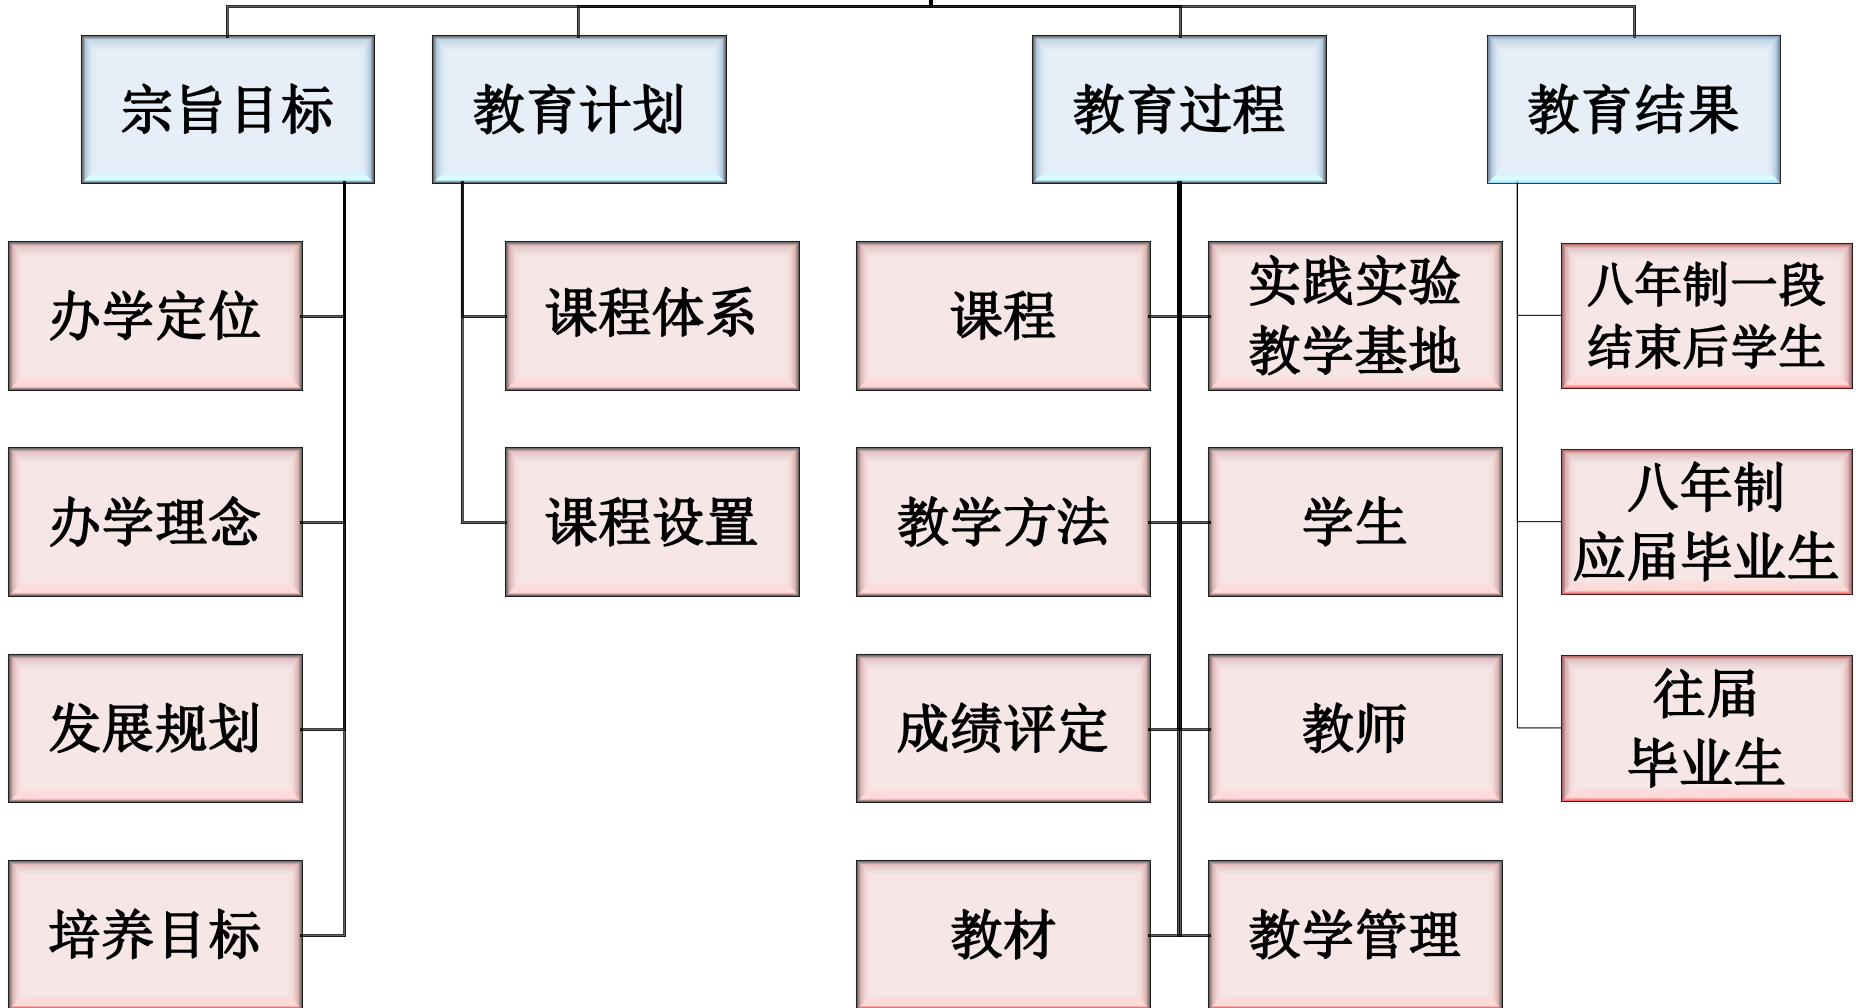 宗旨目标
教育计划
教育过程
教育结果
办学定位
课程体系
课程
实践实验
教学基地
八年制一段
结束后学生
办学理念
课程设置
教学方法
学生
八年制
应届毕业生
发展规划
成绩评定
教师
往届
毕业生
培养目标
教材
教学管理